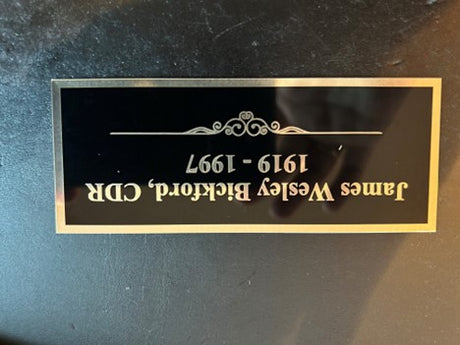 James Wesley Bickford, CDR
1919 - 1997